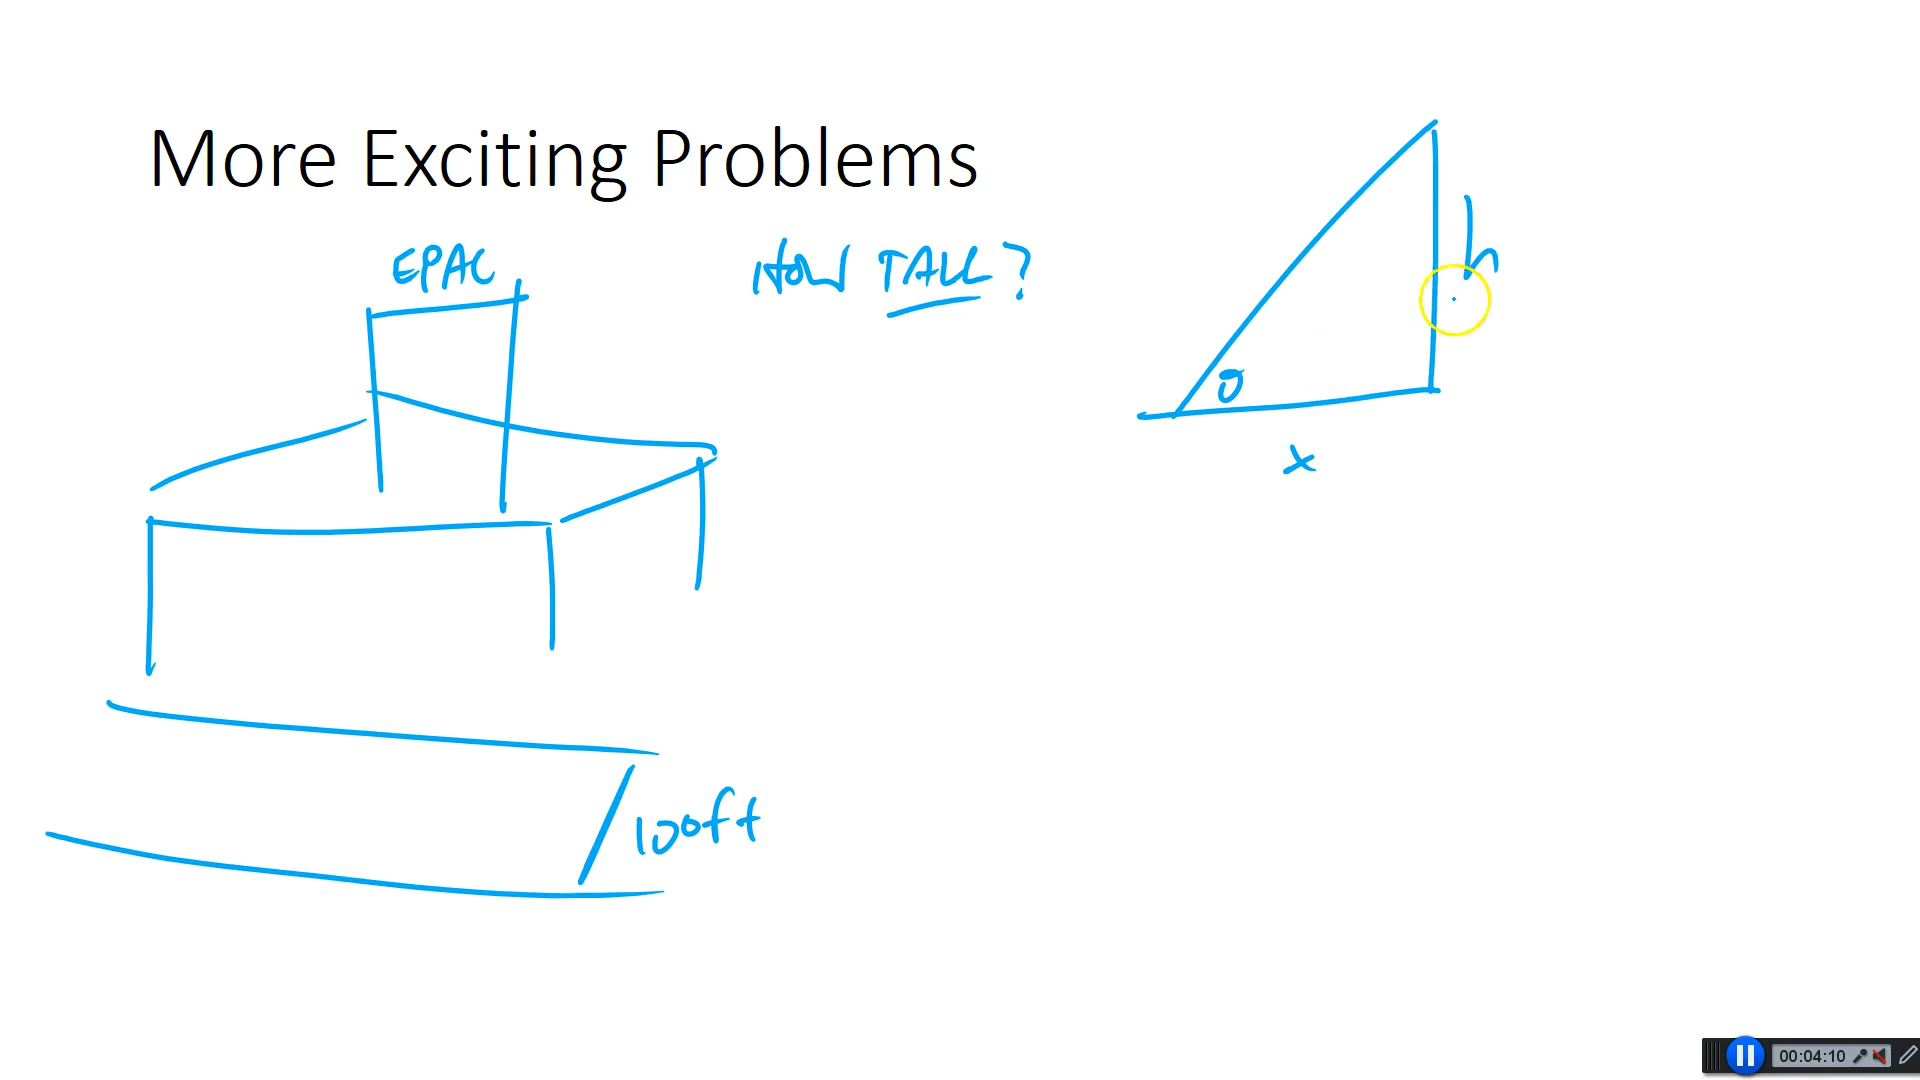 More Exciting Problems
EPAC
HOW TALL?
h
θ
x
100ft
00:04:10